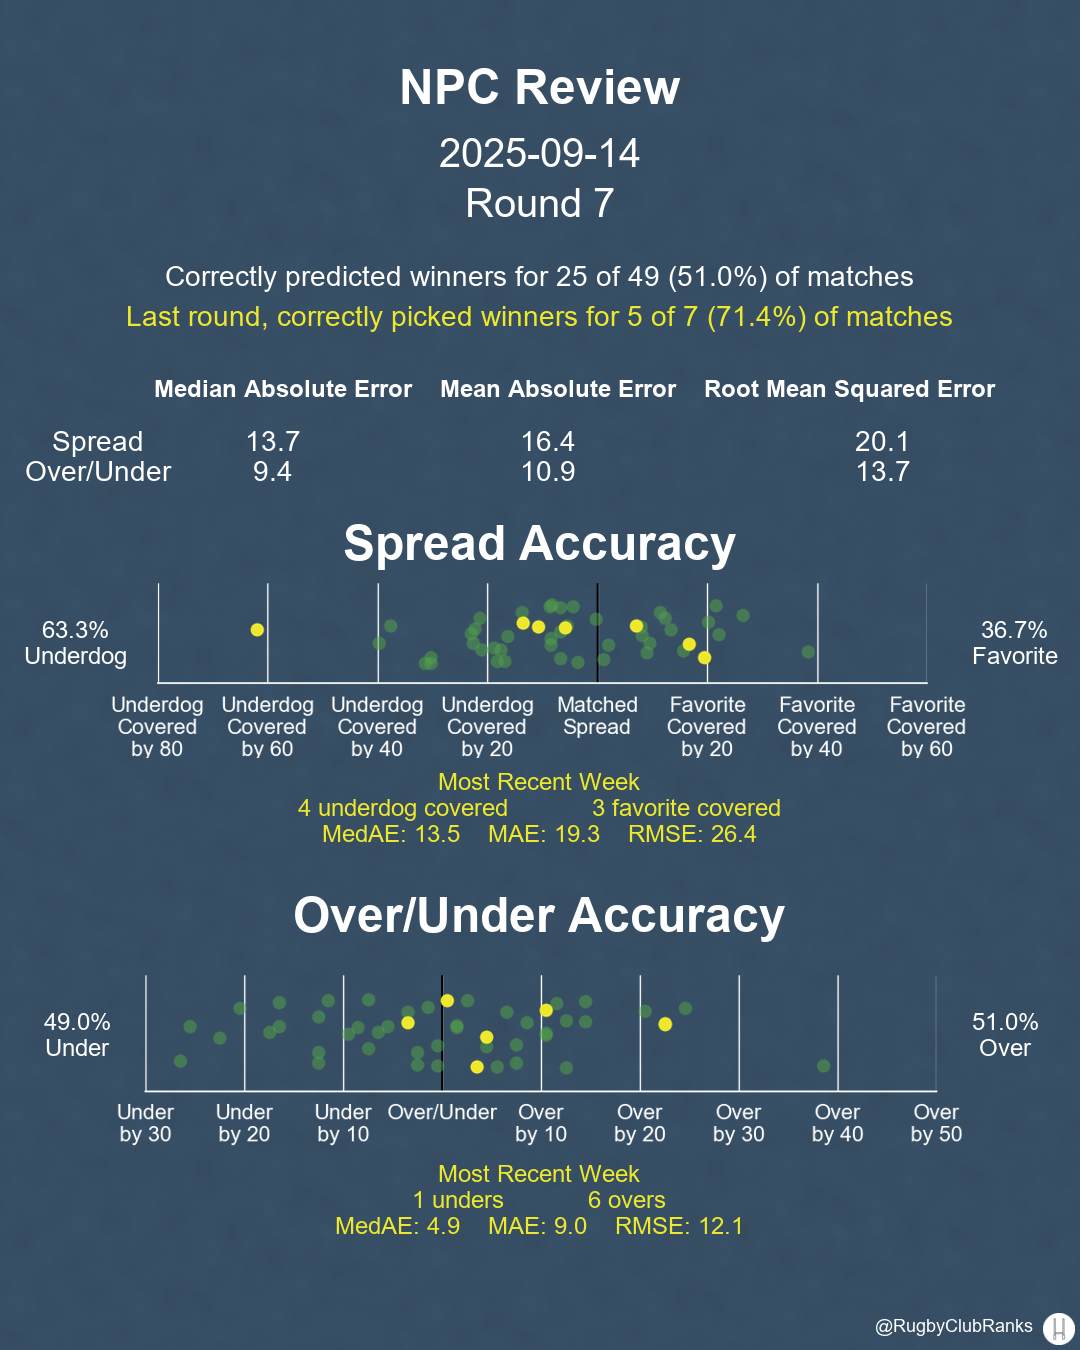 NPC Review
2025-09-14
Round 7
Correctly predicted winners for 25 of 49 (51.0%) of matches
Last round, correctly picked winners for 5 of 7 (71.4%) of matches
Median Absolute Error Mean Absolute Error Root Mean Squared Error
Spread 13.7 16.4 20.1
Over/Under 9.4 10.9 13.7
Spread Accuracy
63.3%
Underdog
36.7%
Favorite
Underdog Covered by 80
Underdog Covered by 60
Underdog Covered by 40
Underdog Covered by 20
Matched Spread
Favorite Covered by 20
Favorite Covered by 40
Favorite Covered by 60
Most Recent Week
4 underdog covered 3 favorite covered
MedAE: 13.5 MAE: 19.3 RMSE: 26.4
Over/Under Accuracy
49.0%
Under
51.0%
Over
Under by 30
Under by 20
Under by 10
Over/Under
Over by 10
Over by 20
Over by 30
Over by 40
Over by 50
Most Recent Week
1 unders 6 overs
MedAE: 4.9 MAE: 9.0 RMSE: 12.1
@RugbyClubRanks